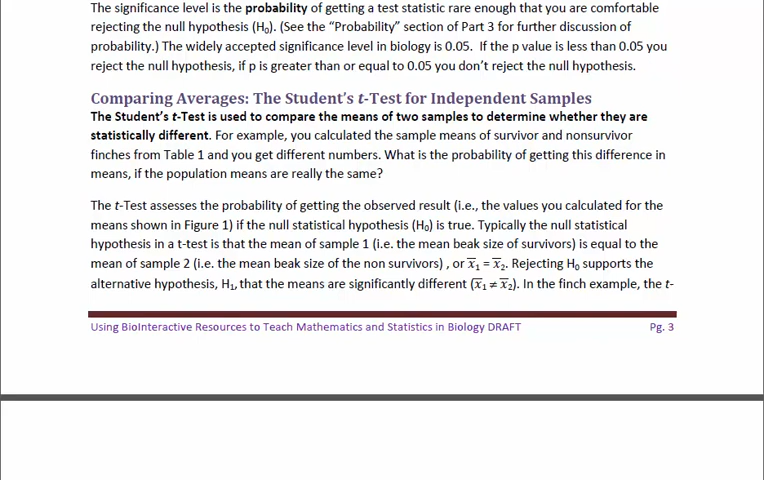 The significance level is the probability of getting a test statistic rare enough that you are comfortable
rejecting the null hypothesis (H₀). (See the “Probability” section of Part 3 for further discussion of
probability.) The widely accepted significance level in biology is 0.05.  If the p value is less than 0.05 you
reject the null hypothesis, if p is greater than or equal to 0.05 you don’t reject the null hypothesis.
Comparing Averages: The Student’s t-Test for Independent Samples
The Student’s t-Test is used to compare the means of two samples to determine whether they are
statistically different. For example, you calculated the sample means of survivor and nonsurvivor
finches from Table 1 and you get different numbers. What is the probability of getting this difference in
means, if the population means are really the same?
The t-Test assesses the probability of getting the observed result (i.e., the values you calculated for the
means shown in Figure 1) if the null statistical hypothesis (H₀) is true. Typically the null statistical
hypothesis in a t-test is that the mean of sample 1 (i.e. the mean beak size of survivors) is equal to the
mean of sample 2 (i.e. the mean beak size of the non survivors) , or x̅₁ = x̅₂. Rejecting H₀ supports the
alternative hypothesis, H₁, that the means are significantly different (x̅₁ ≠ x̅₂). In the finch example, the t-
Using BioInteractive Resources to Teach Mathematics and Statistics in Biology DRAFT Pg. 3